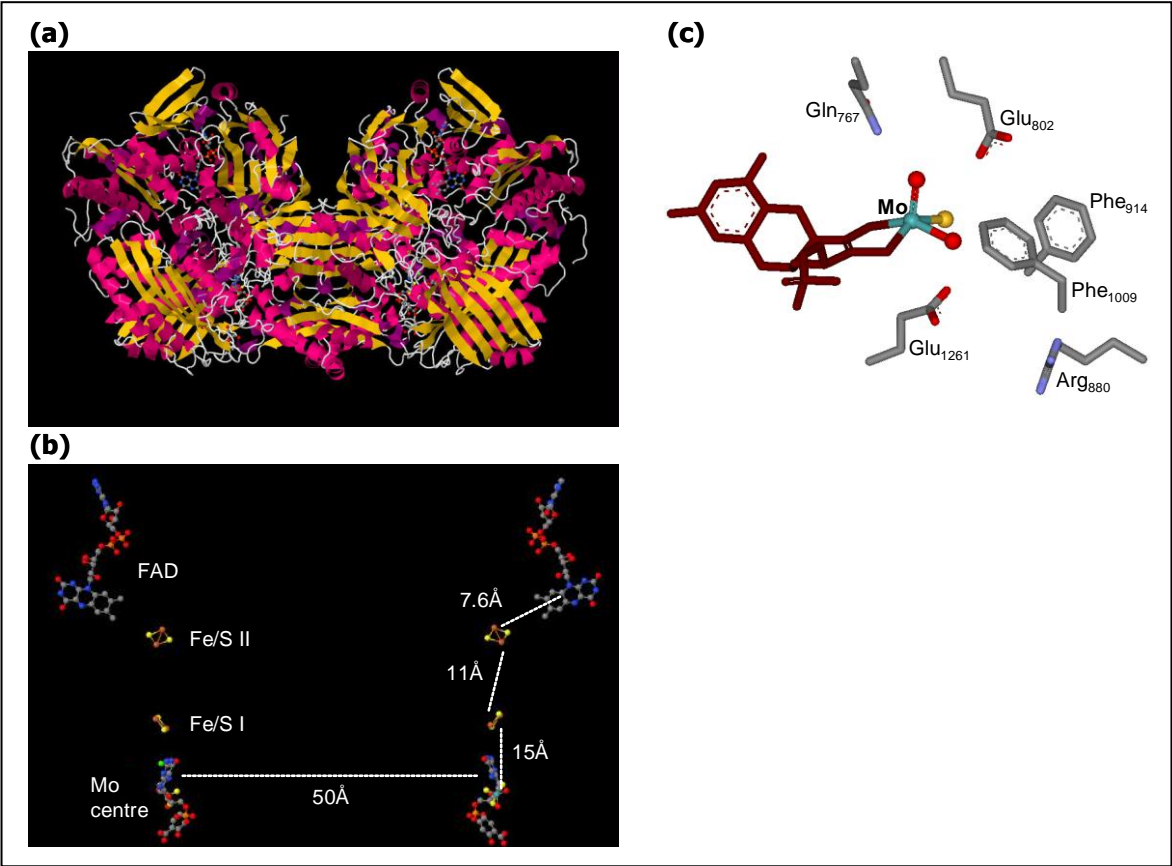 (a)
(b)
FAD
Fe/S II
Fe/S I
Mo
centre
7.6Å
11Å
15Å
50Å
(c)
Gln767
Glu802
Mo
Phe914
Phe1009
Glu1261
Arg880